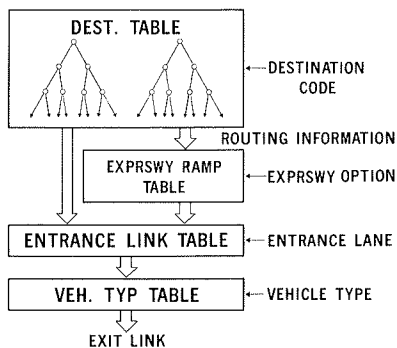 DEST. TABLE
DESTINATION
CODE
ROUTING INFORMATION
EXPRSWY RAMP
TABLE
EXPRSWY OPTION
ENTRANCE LINK TABLE
ENTRANCE LANE
VEH. TYP TABLE
VEHICLE TYPE
EXIT LINK